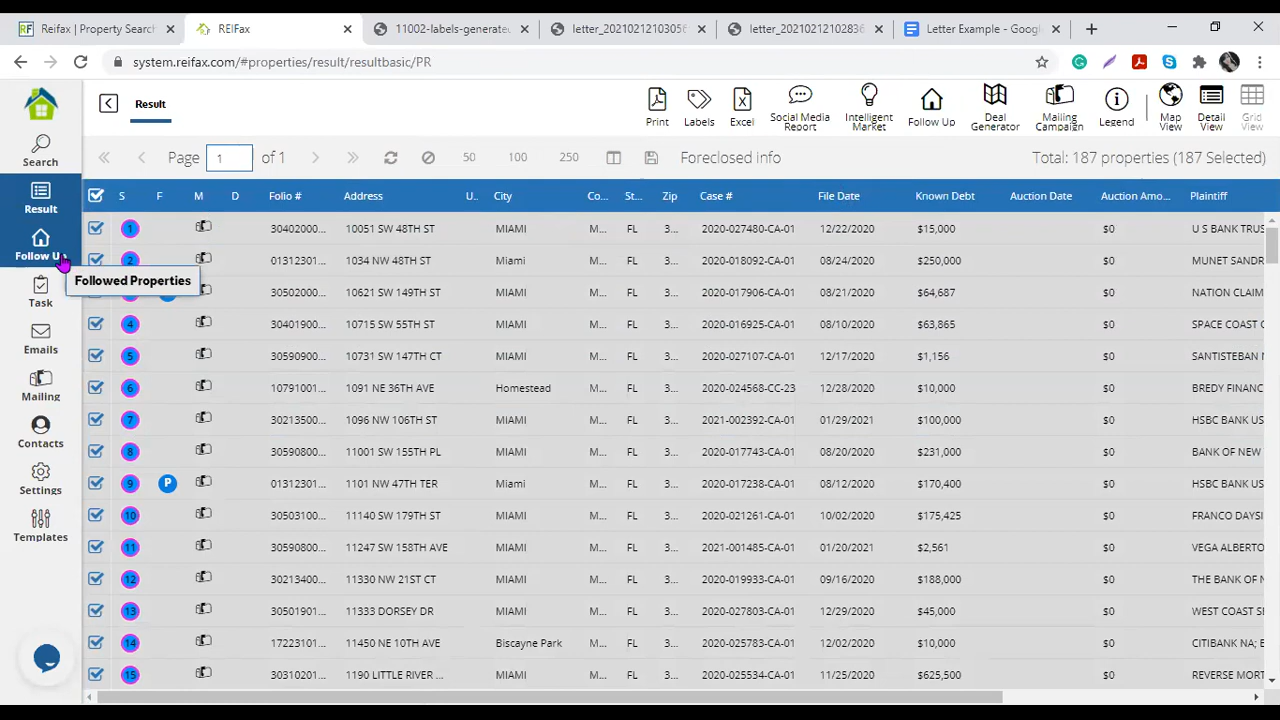 Reifax | Property Searc
REIFax
11002-labels-generate
letter_20210212103056
letter_20210212102836
Letter Example - Goog
system.reifax.com/#properties/result/resultbasic/PR
Result
Print
Labels
Excel
Social Media
Report
Intelligent
Market
Follow Up
Deal
Generator
Mailing
Campaign
Legend
Map
View
Detail
View
Grid
View
Search
Result
Follow U
Task
Emails
Mailing
Contacts
Settings
Templates
Followed Properties
Page 1 of 1 50 100 250 Foreclosed info Total: 187 properties (187 Selected)
S F M D Folio # Address U.. City Co... St... Zip Case # File Date Known Debt Auction Date Auction Amo... Plaintiff
1 30402000... 10051 SW 48TH ST MIAMI M... FL 3... 2020-027480-CA-01 12/22/2020 $15,000 $0 U S BANK TRUS
2 01312301... 1034 NW 48TH ST Miami M... FL 3... 2020-018092-CA-01 08/24/2020 $250,000 $0 MUNET SANDR
30502000... 10621 SW 149TH ST MIAMI M... FL 3... 2020-017906-CA-01 08/21/2020 $64,687 $0 NATION CLAIM
4 30401900... 10715 SW 55TH ST MIAMI M... FL 3... 2020-016925-CA-01 08/10/2020 $63,865 $0 SPACE COAST C
5 30590900... 10731 SW 147TH CT MIAMI M... FL 3... 2020-027107-CA-01 12/17/2020 $1,156 $0 SANTISTEBAN
6 10791001... 1091 NE 36TH AVE Homestead M... FL 3... 2020-024568-CC-23 12/28/2020 $10,000 $0 BREDY FINANC
7 30213500... 1096 NW 106TH ST MIAMI M... FL 3... 2021-002392-CA-01 01/29/2021 $100,000 $0 HSBC BANK US
8 30590800... 11001 SW 155TH PL MIAMI M... FL 3... 2020-017743-CA-01 08/20/2020 $231,000 $0 BANK OF NEW
9 P 01312301... 1101 NW 47TH TER Miami M... FL 3... 2020-017238-CA-01 08/12/2020 $170,400 $0 HSBC BANK US
10 30503100... 11140 SW 179TH ST MIAMI M... FL 3... 2020-021261-CA-01 10/02/2020 $175,425 $0 FRANCO DAYSI
11 30590800... 11247 SW 158TH AVE MIAMI M... FL 3... 2021-001485-CA-01 01/20/2021 $2,561 $0 VEGA ALBERTO
12 30213400... 11330 NW 21ST CT MIAMI M... FL 3... 2020-019933-CA-01 09/16/2020 $188,000 $0 THE BANK OF N
13 30501901... 11333 DORSEY DR MIAMI M... FL 3... 2020-027803-CA-01 12/29/2020 $45,000 $0 WEST COAST S
14 17223101... 11450 NE 10TH AVE Biscayne Park M... FL 3... 2020-025783-CA-01 12/02/2020 $10,000 $0 CITIBANK NA; E
15 30310201... 1190 LITTLE RIVER ... MIAMI M... FL 3... 2020-025534-CA-01 11/25/2020 $625,500 $0 REVERSE MORT